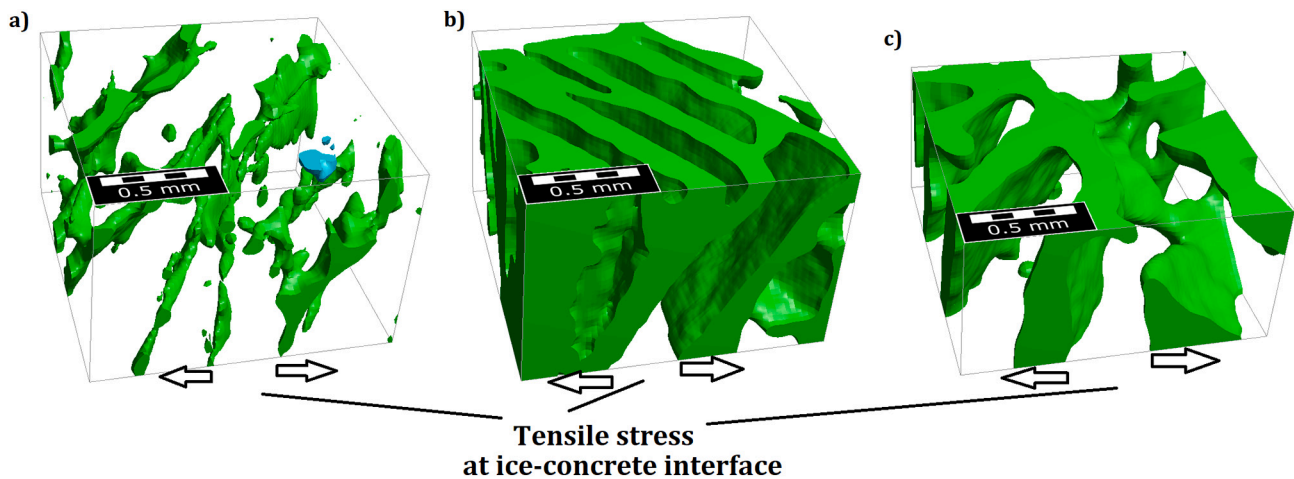 a)
b)
c)
0.5 mm
0.5 mm
0.5 mm
Tensile stress
at ice-concrete interface